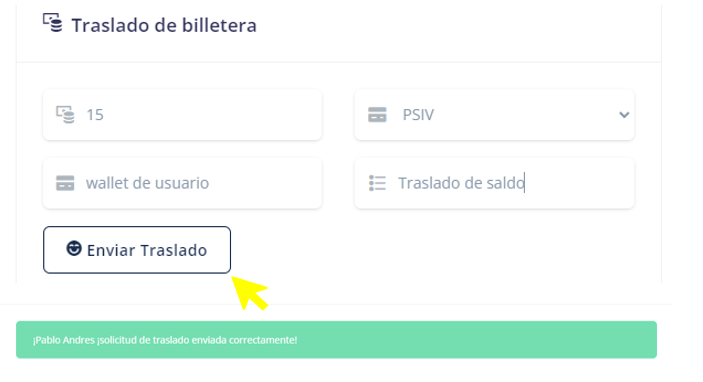 Traslado de billetera
15
PSIV
wallet de usuario
Traslado de saldo
Enviar Traslado
¡Pablo Andres ¡solicitud de traslado enviada correctamente!